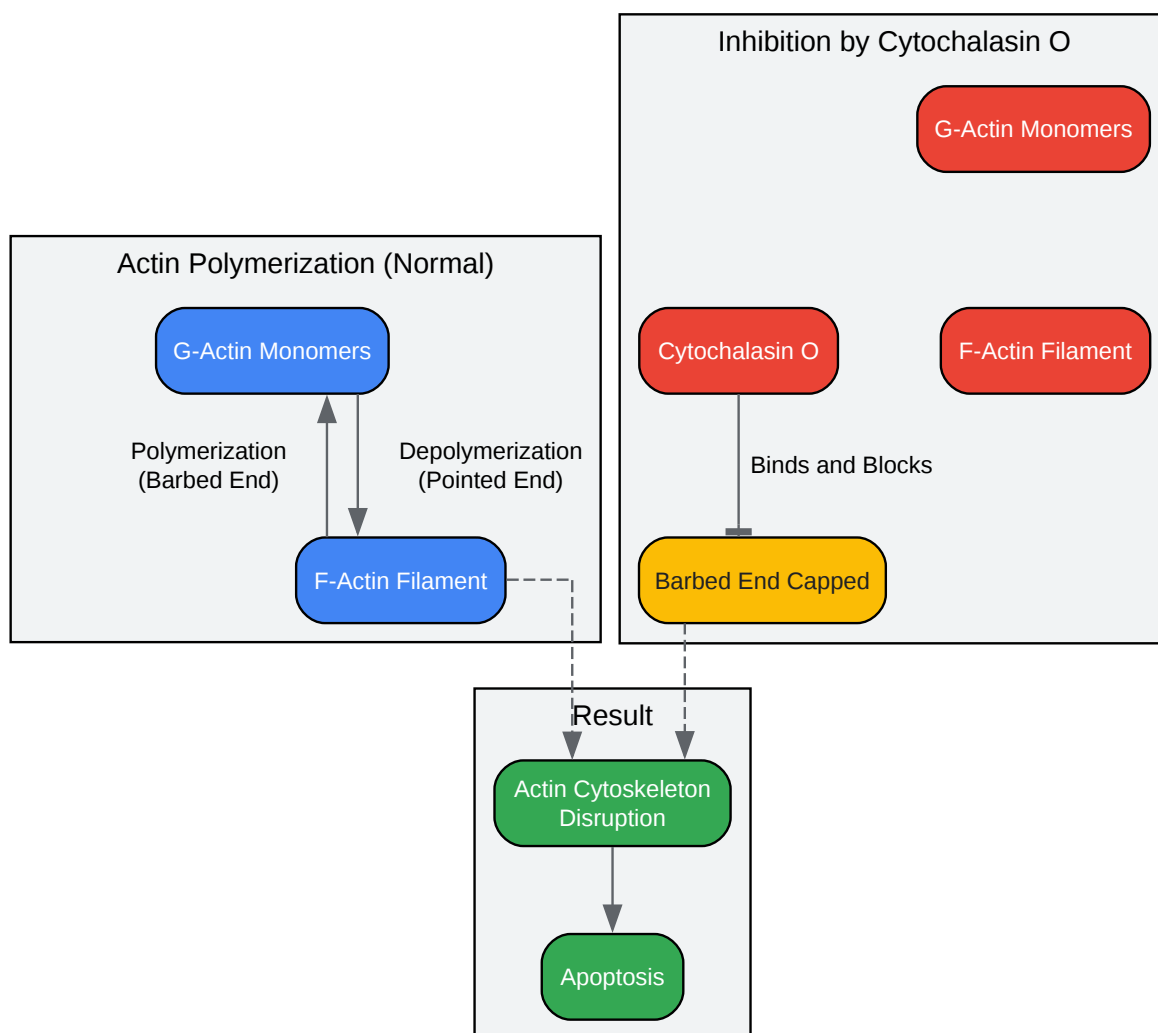 Inhibition by Cytochalasin O
G-Actin Monomers
Actin Polymerization (Normal)
G-Actin Monomers
Cytochalasin O
F-Actin Filament
Polymerization
(Barbed End)
Depolymerization
(Pointed End)
Binds and Blocks
F-Actin Filament
Barbed End Capped
Result
Actin Cytoskeleton
Disruption
Apoptosis